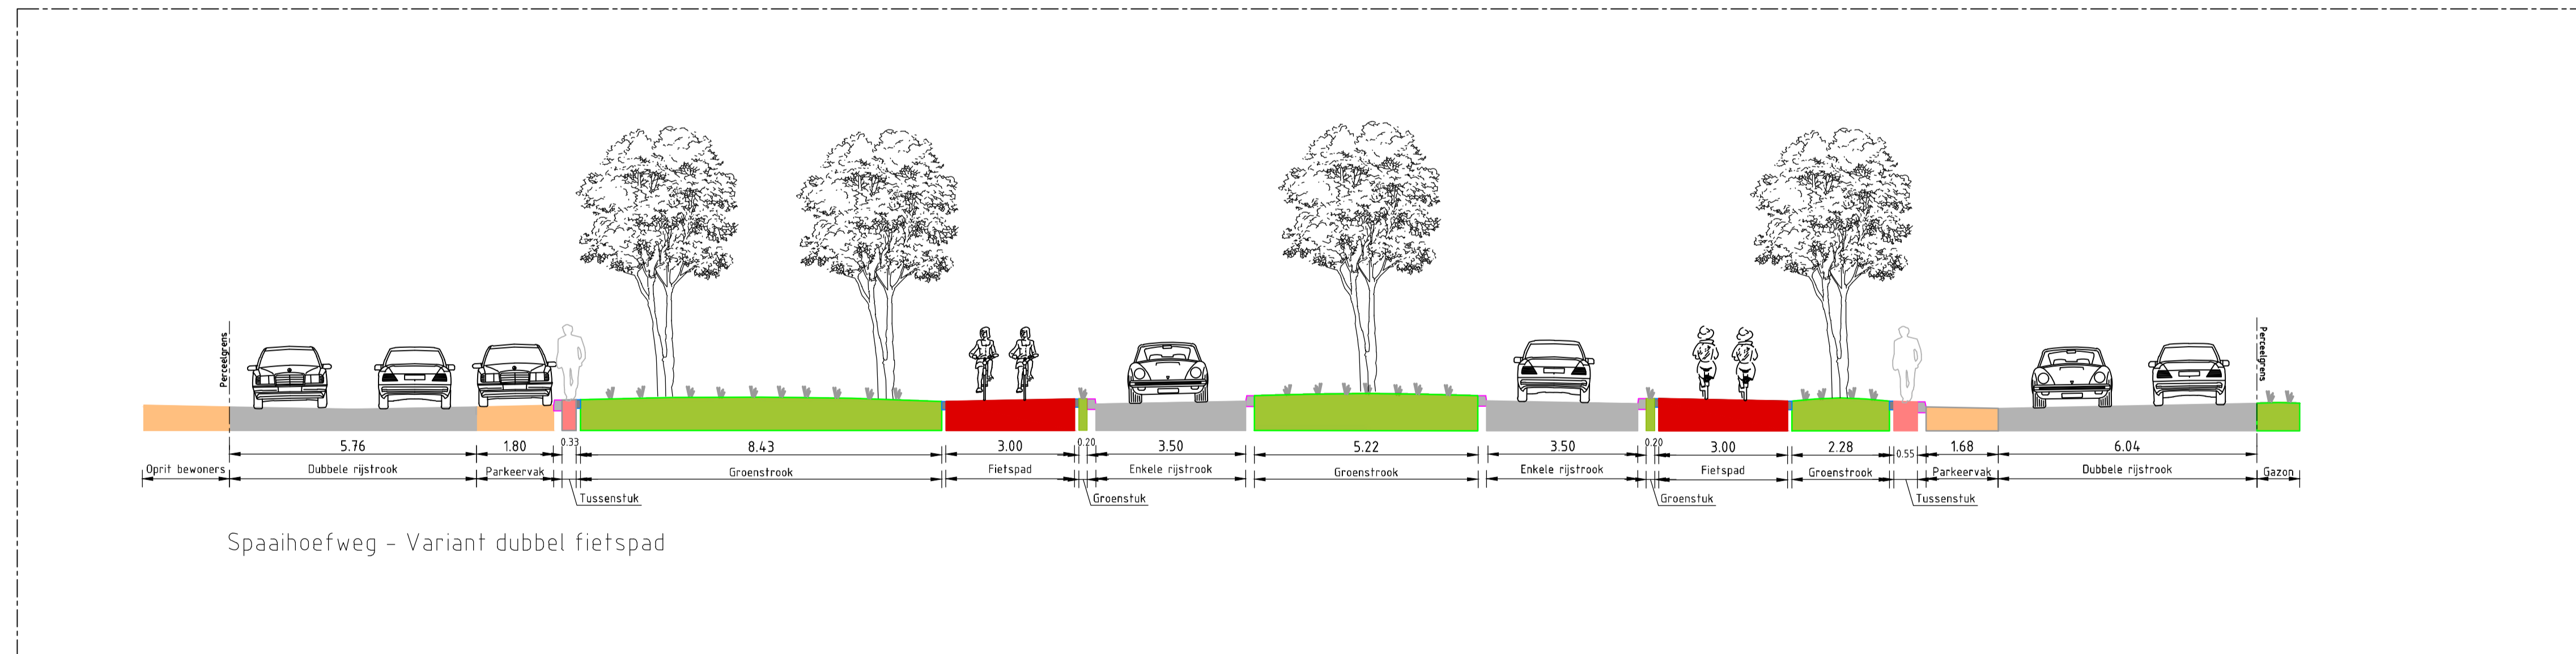 Perceelgrens
Perceelgrens
5.76 1.80 0.33 8.43 3.00 0.20 3.50 5.22 3.50 0.20 3.00 2.28 0.55 1.68 6.04
Oprit bewoners Dubbele rijstrook Parkeervak Groenstrook Fietspad Enkele rijstrook Groenstrook Enkele rijstrook Fietspad Groenstrook Parkeervak Dubbele rijstrook Gazon
Tussenstuk Groenstuk Groenstuk Tussenstuk
Spaaihoefweg - Variant dubbel fietspad